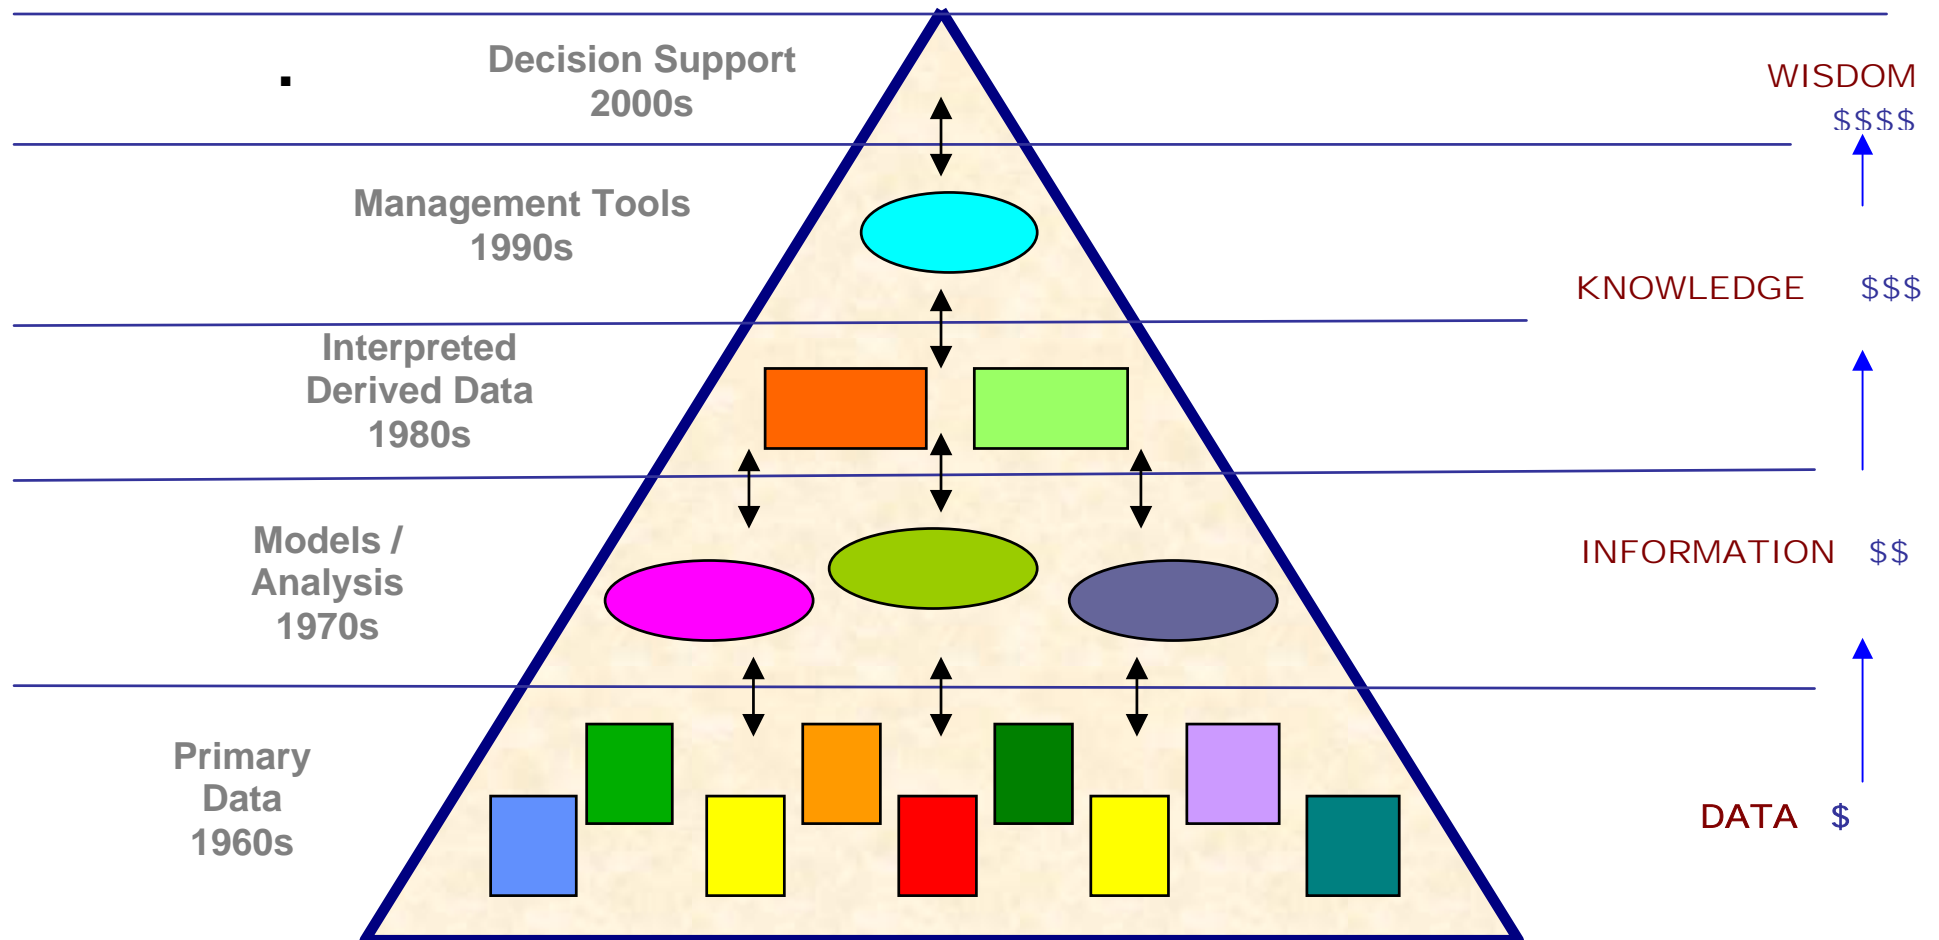 Decision Support
2000s
WISDOM
$$$$
Management Tools
1990s
KNOWLEDGE $$$
Interpreted
Derived Data
1980s
Models /
Analysis
1970s
INFORMATION $$
Primary
Data
1960s
DATA $